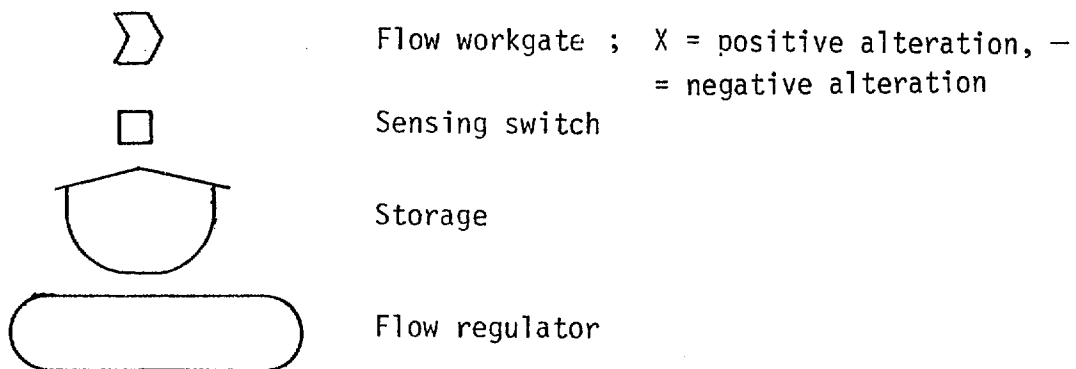 Flow workgate ; X = positive alteration, —
= negative alteration
Sensing switch
Storage
Flow regulator